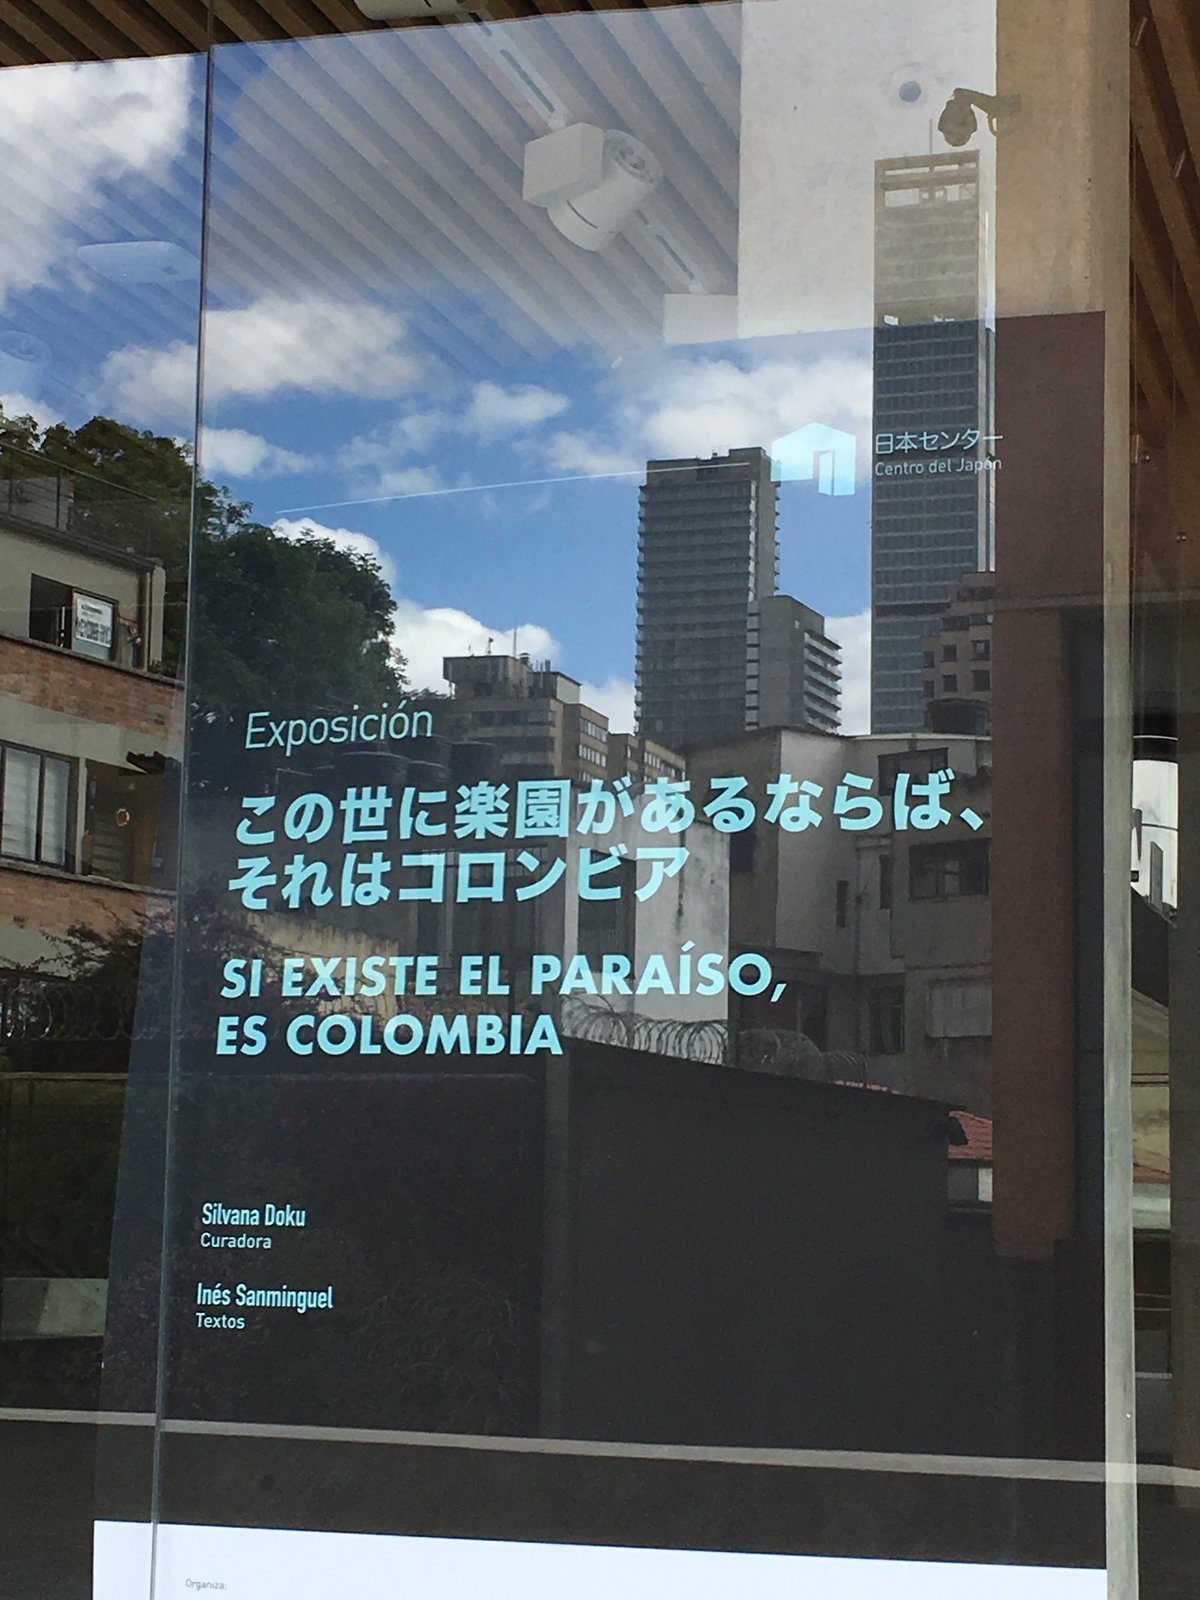 日本センター
Centro del Japón
Exposición
この世に楽園があるならば、
それはコロンビア
SI EXISTE EL PARAÍSO,
ES COLOMBIA
Silvana Doku
Curadora
Inés Sanminguel
Textos
Organiza: